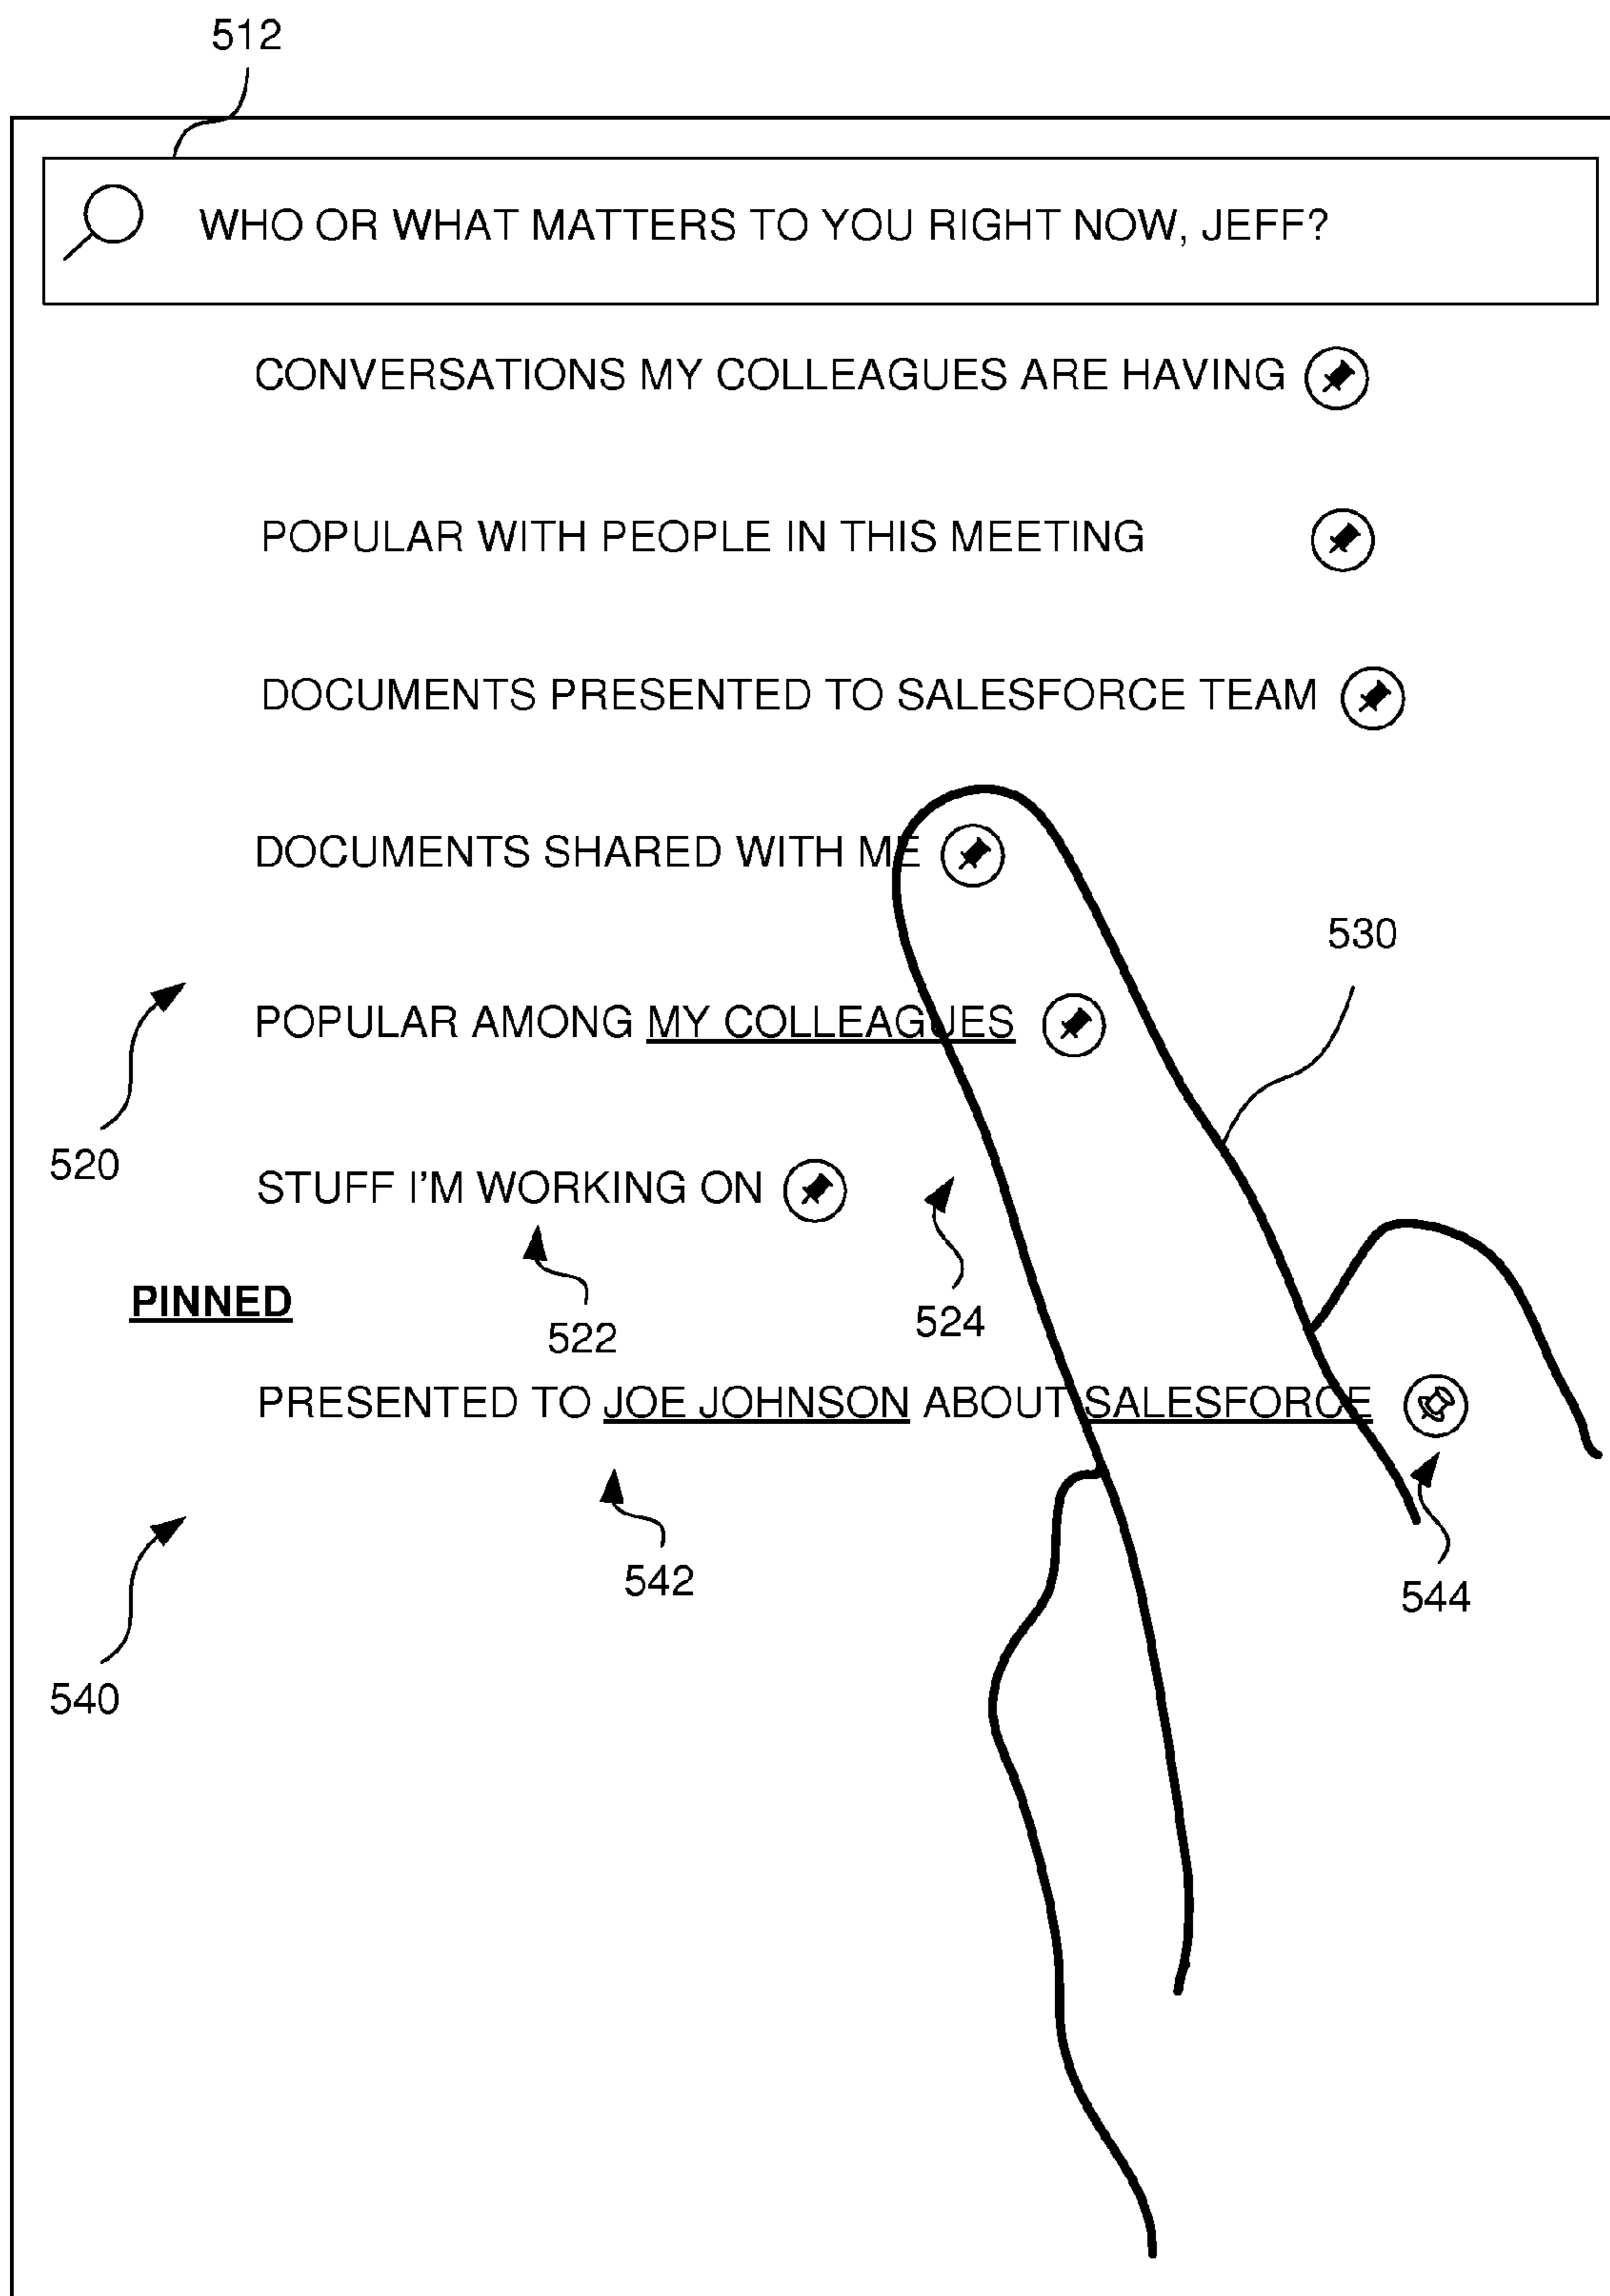 512
WHO OR WHAT MATTERS TO YOU RIGHT NOW, JEFF?
CONVERSATIONS MY COLLEAGUES ARE HAVING
POPULAR WITH PEOPLE IN THIS MEETING
DOCUMENTS PRESENTED TO SALESFORCE TEAM
DOCUMENTS SHARED WITH ME
530
POPULAR AMONG MY COLLEAGUES
520
STUFF I'M WORKING ON
PINNED
522
524
PRESENTED TO JOE JOHNSON ABOUT SALESFORCE
542
544
540